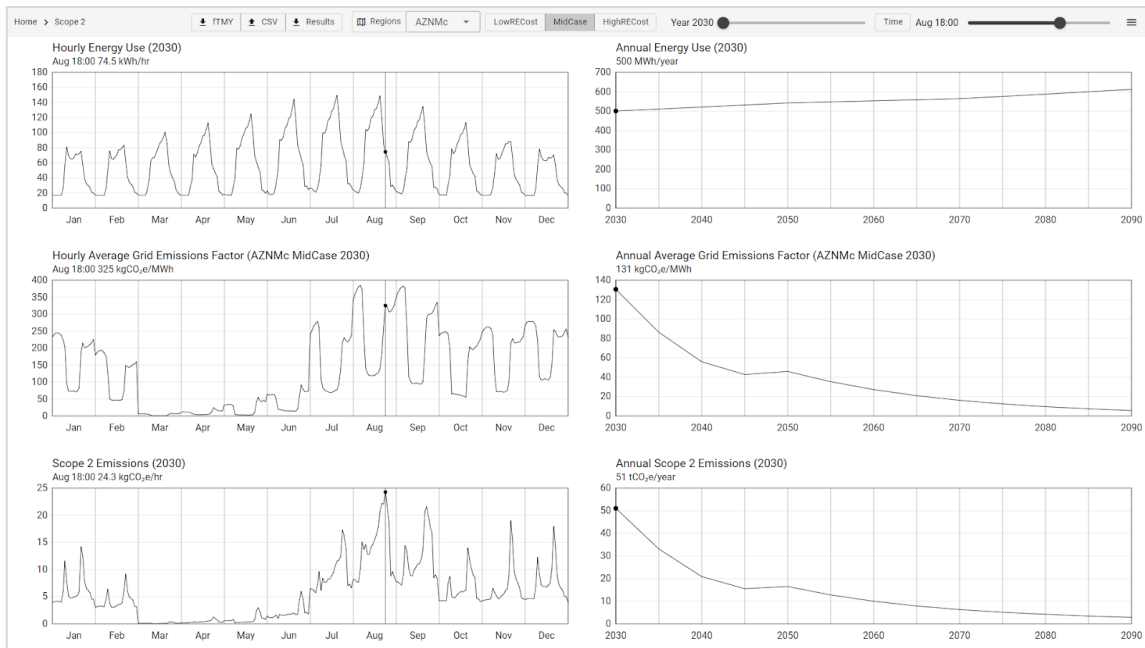 Home > Scope 2 fTMY CSV Results Regions AZNMc LowRECost MidCase HighRECost Year 2030 Time Aug 18:00
Hourly Energy Use (2030)
Aug 18:00 74.5 kWh/hr
180
160
140
120
100
80
60
40
20
0
Jan Feb Mar Apr May Jun Jul Aug Sep Oct Nov Dec
Annual Energy Use (2030)
500 MWh/year
700
600
500
400
300
200
100
0
2030 2040 2050 2060 2070 2080 2090
Hourly Average Grid Emissions Factor (AZNMc MidCase 2030)
Aug 18:00 325 kgCO₂e/MWh
400
350
300
250
200
150
100
50
0
Jan Feb Mar Apr May Jun Jul Aug Sep Oct Nov Dec
Annual Average Grid Emissions Factor (AZNMc MidCase 2030)
131 kgCO₂e/MWh
140
120
100
80
60
40
20
0
2030 2040 2050 2060 2070 2080 2090
Scope 2 Emissions (2030)
Aug 18:00 24.3 kgCO₂e/hr
25
20
15
10
5
0
Jan Feb Mar Apr May Jun Jul Aug Sep Oct Nov Dec
Annual Scope 2 Emissions (2030)
51 tCO₂e/year
60
50
40
30
20
10
0
2030 2040 2050 2060 2070 2080 2090